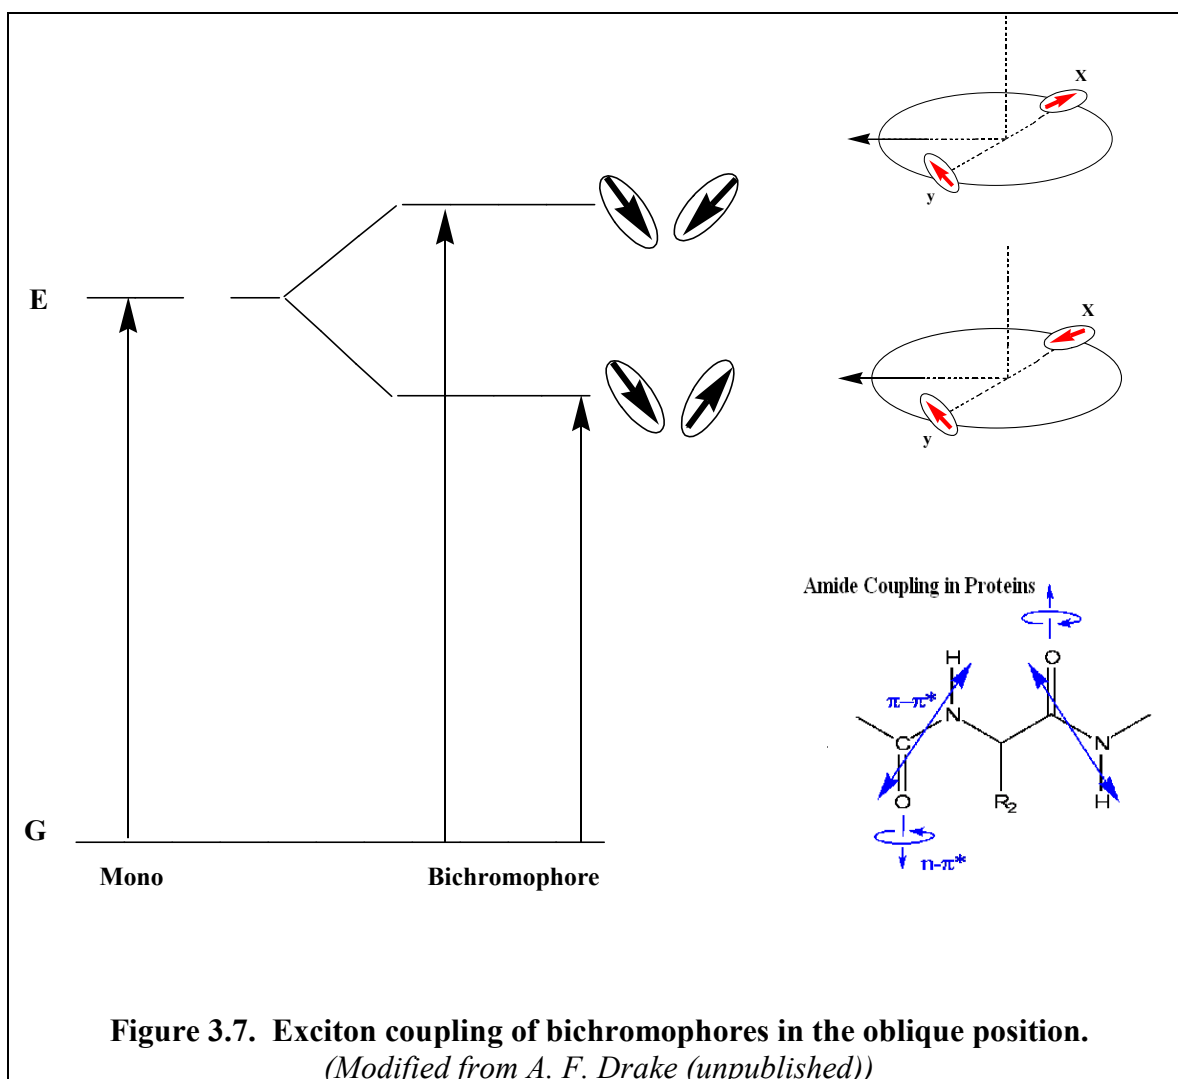 X
y
E
X
y
Amide Coupling in Proteins
H
O
π–π*
N
C
N
O
R₂
H
G
n-π*
Mono
Bichromophore
Figure 3.7. Exciton coupling of bichromophores in the oblique position.
(Modified from A. F. Drake (unpublished))